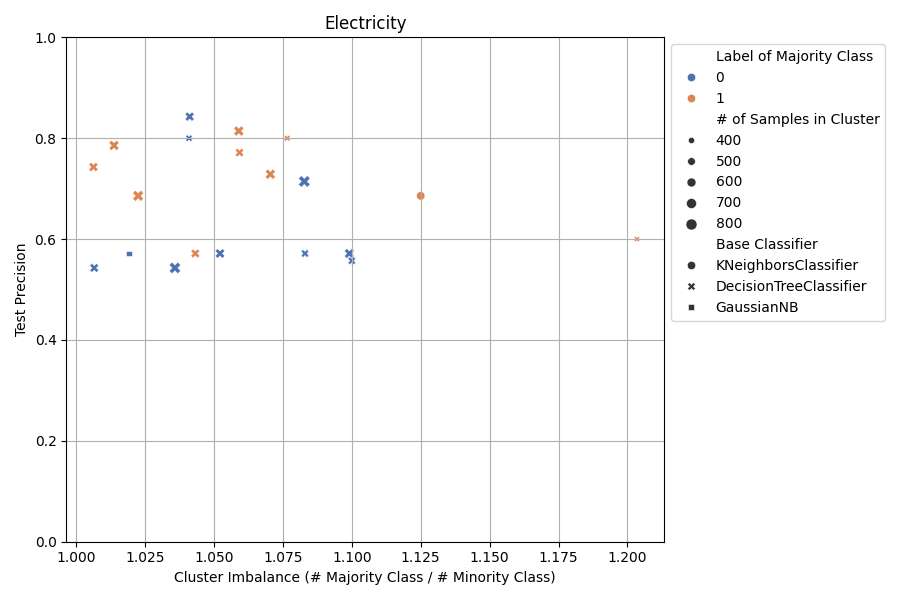 Electricity
Test Precision
1.0
0.8
0.6
0.4
0.2
0.0
1.000 1.025 1.050 1.075 1.100 1.125 1.150 1.175 1.200
Cluster Imbalance (# Majority Class / # Minority Class)
Label of Majority Class
0
1
# of Samples in Cluster
400
500
600
700
800
Base Classifier
KNeighborsClassifier
DecisionTreeClassifier
GaussianNB